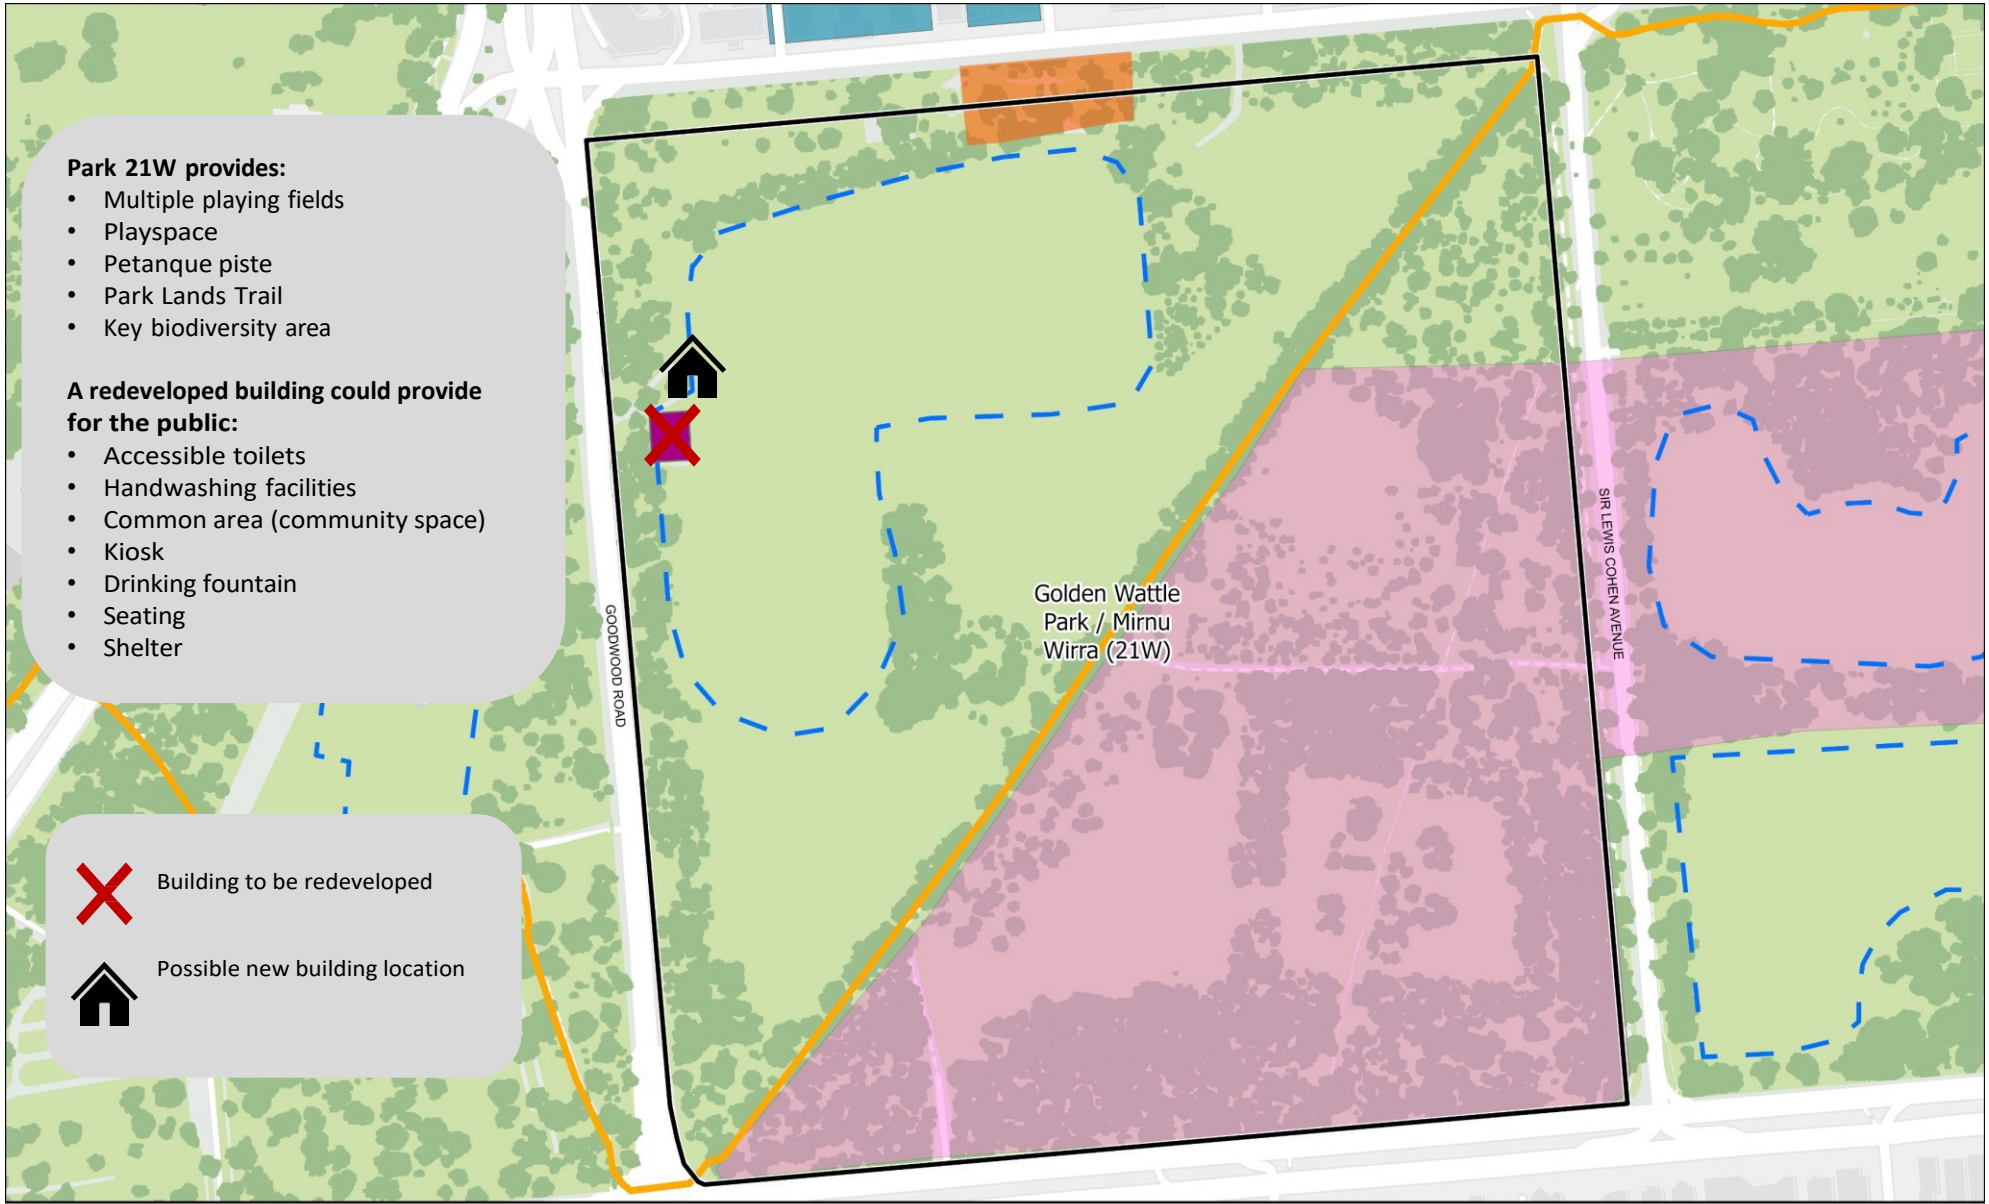 Park 21W provides:
• Multiple playing fields
• Playspace
• Petanque piste
• Park Lands Trail
• Key biodiversity area
A redeveloped building could provide
for the public:
• Accessible toilets
• Handwashing facilities
• Common area (community space)
• Kiosk
• Drinking fountain
• Seating
• Shelter
Building to be redeveloped
Possible new building location
GOODWOOD ROAD
Golden Wattle
Park / Mirnu
Wirra (21W)
SIR LEWIS COHEN AVENUE